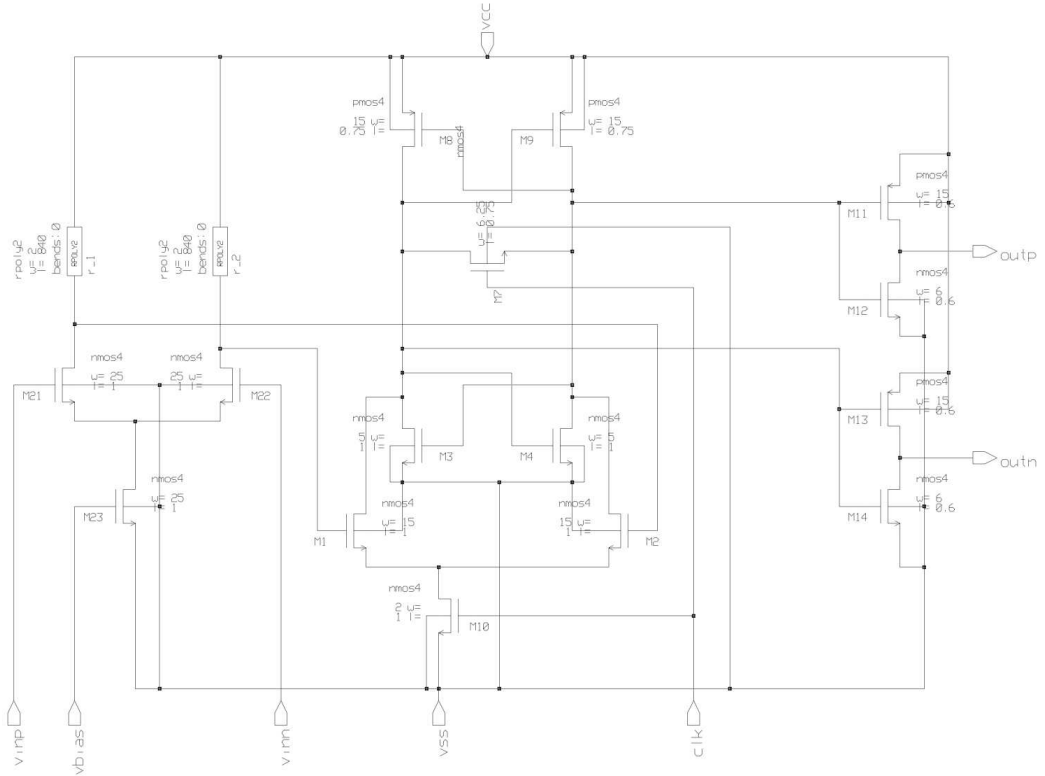 vcc
pmos4
15 w=
0.75 l=
M8
nmos4
pmos4
w= 15
l= 0.75
M9
pmos4
w= 15
l= 0.6
M11
rpoly2
w= 2
l= 840
bends: 0
RPOLY2
r_1
rpoly2
w= 2
l= 840
bends: 0
RPOLY2
r_2
w= 6.25
l= 0.75
M7
outp
nmos4
w= 6
l= 0.6
M12
nmos4
w= 25
l= 1
M21
nmos4
25 w=
1 l=
M22
pmos4
w= 15
l= 0.6
M13
nmos4
5 w=
1 l=
M3
nmos4
w= 5
l= 1
M4
outn
nmos4
w= 25
l= 1
M23
nmos4
w= 15
l= 1
M1
nmos4
15 w=
1 l=
M2
nmos4
w= 6
l= 0.6
M14
nmos4
2 w=
1 l=
M10
vinp
vbias
vinn
vss
clk